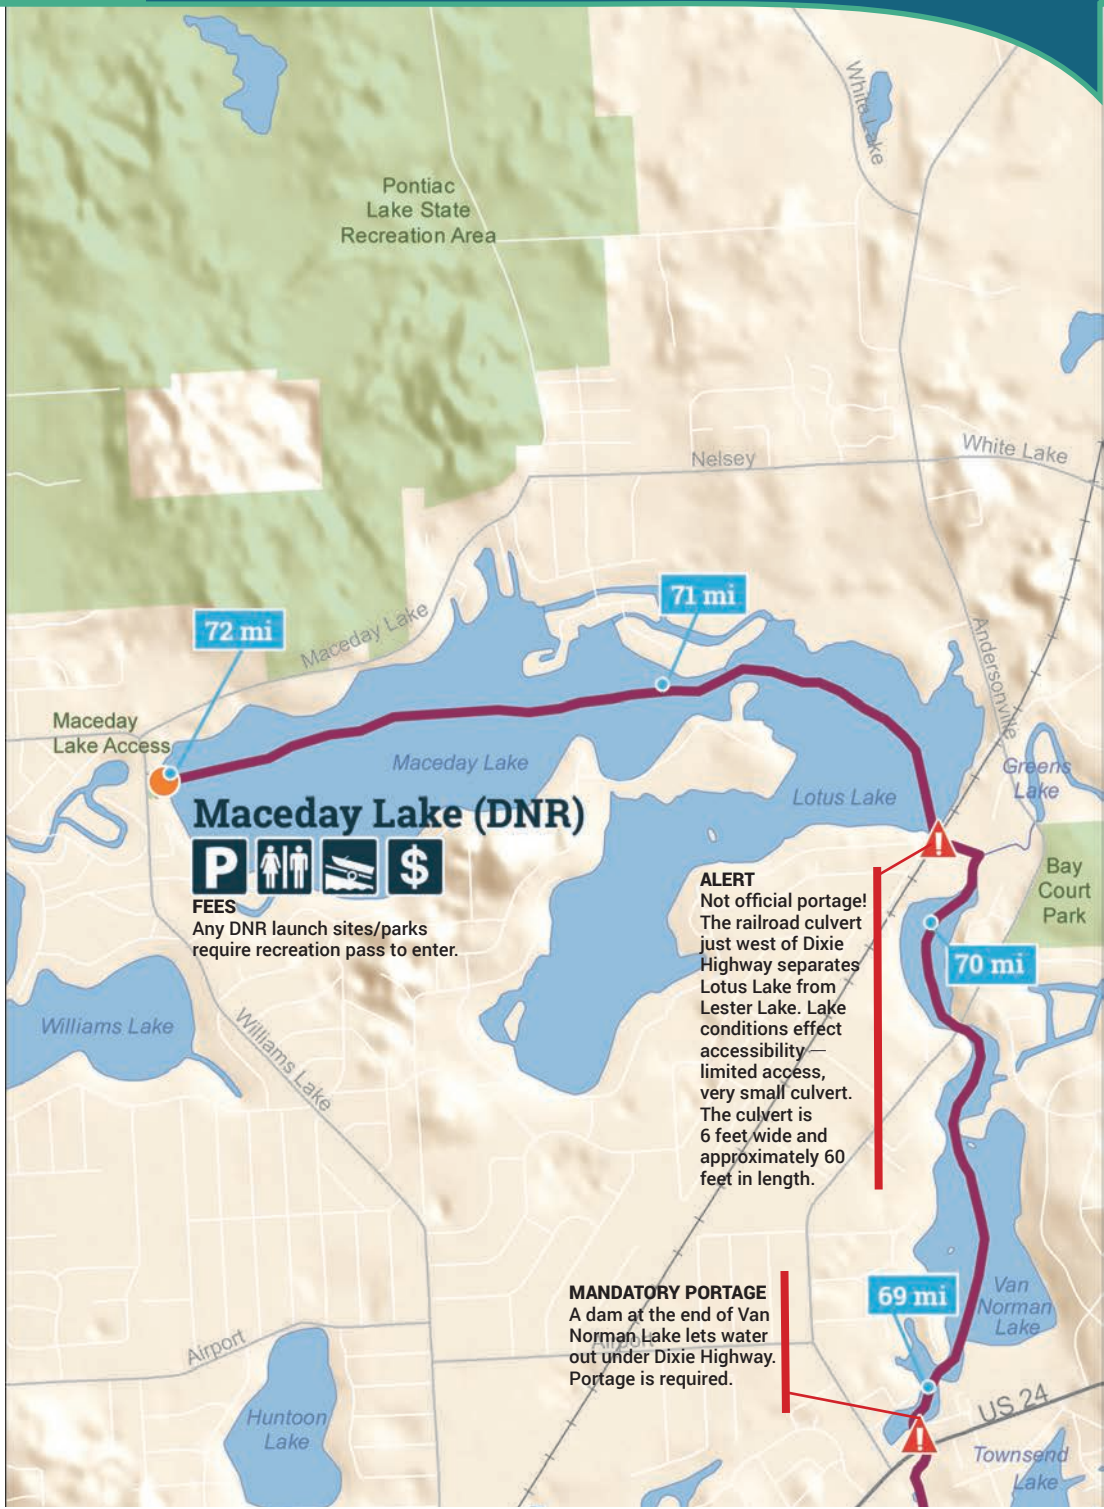 White Lake
Pontiac
Lake State
Recreation Area
Nelsey
White Lake
71 mi
72 mi
Maceday Lake
Andersonville
Maceday
Lake Access
Maceday Lake
Greens
Lake
Lotus Lake
Maceday Lake (DNR)
P
$
FEES
Any DNR launch sites/parks
require recreation pass to enter.
ALERT
Not official portage!
The railroad culvert
just west of Dixie
Highway separates
Lotus Lake from
Lester Lake. Lake
conditions effect
accessibility —
limited access,
very small culvert.
The culvert is
6 feet wide and
approximately 60
feet in length.
Bay
Court
Park
70 mi
Williams Lake
Williams Lake
MANDATORY PORTAGE
A dam at the end of Van
Norman Lake lets water
out under Dixie Highway.
Portage is required.
69 mi
Van
Norman
Lake
Airport
Airport
Huntoon
Lake
US 24
Townsend
Lake